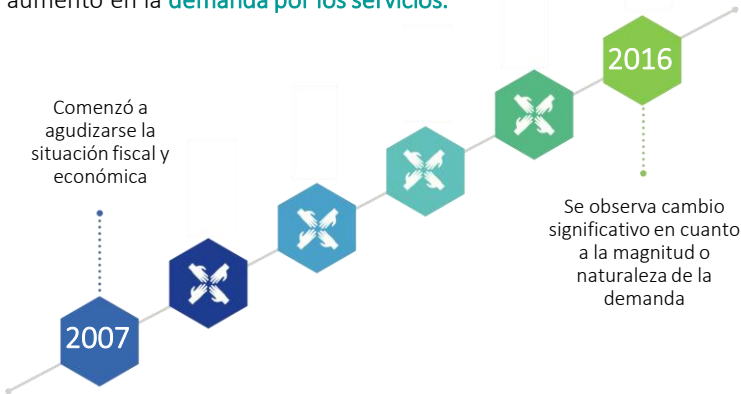 aumento en la demanda por los servicios.
2016
Comenzó a
agudizarse la
situación fiscal y
económica
Se observa cambio
significativo en cuanto
a la magnitud o
naturaleza de la
demanda
2007